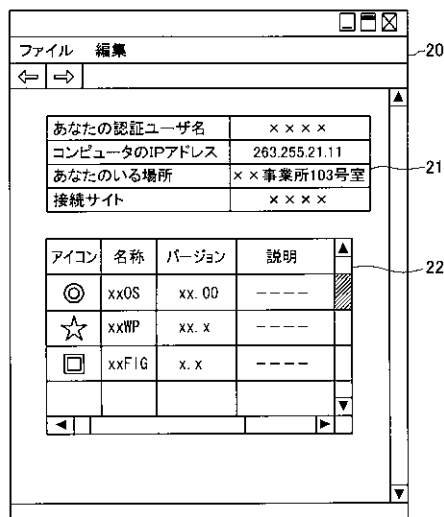 ファイル 編集
20
あなたの認証ユーザ名 ××××
コンピュータのIPアドレス 263.255.21.11
21
あなたのいる場所 ××事業所103号室
接続サイト ××××
アイコン 名称 バージョン 説明
22
◎ xxOS xx.00 ----
☆ xxWP xx.x ----
回 xxFIG x.x ----